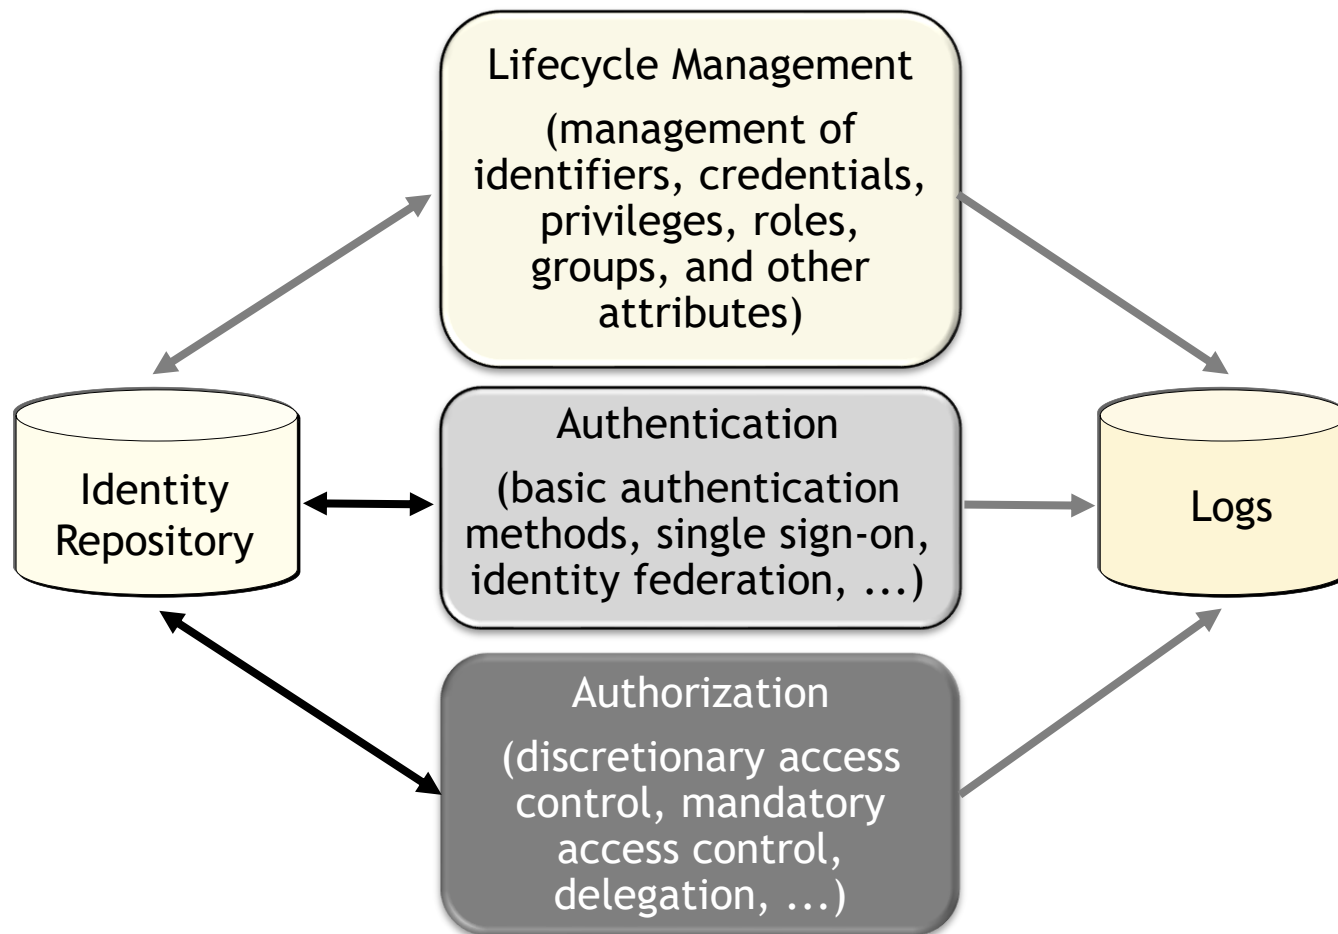 Lifecycle Management
(management of
identifiers, credentials,
privileges, roles,
groups, and other
attributes)
Identity
Repository
Authentication
(basic authentication
methods, single sign-on,
identity federation, ...)
Logs
Authorization
(discretionary access
control, mandatory
access control,
delegation, ...)